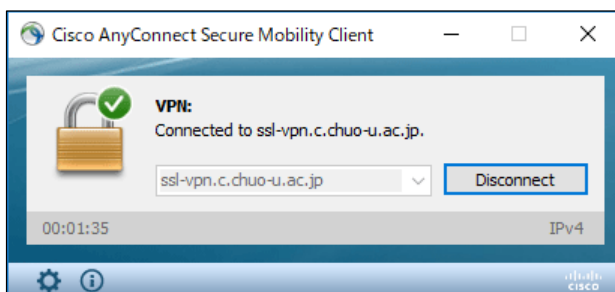 Cisco AnyConnect Secure Mobility Client
VPN:
Connected to ssl-vpn.c.chuo-u.ac.jp.
ssl-vpn.c.chuo-u.ac.jp
Disconnect
00:01:35
IPv4
cisco